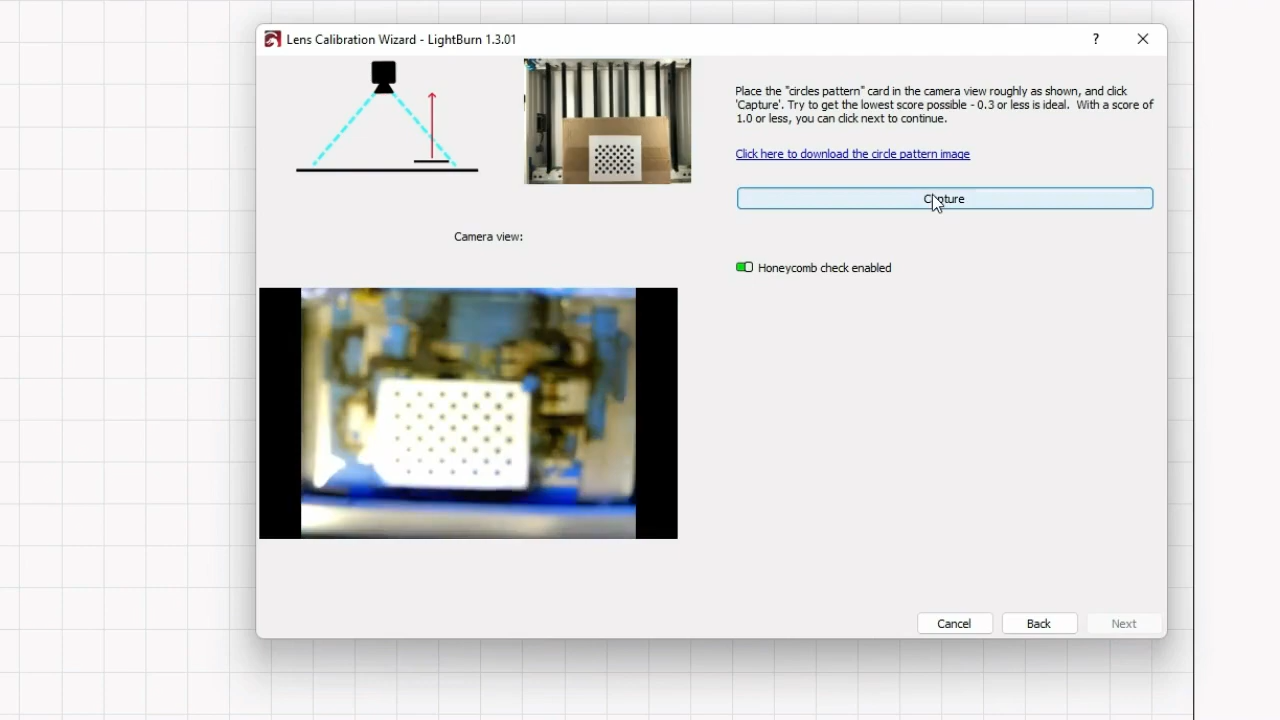 Lens Calibration Wizard - LightBurn 1.3.01
?
Place the "circles pattern" card in the camera view roughly as shown, and click
'Capture'. Try to get the lowest score possible - 0.3 or less is ideal.  With a score of
1.0 or less, you can click next to continue.
Click here to download the circle pattern image
Capture
Camera view:
Honeycomb check enabled
Cancel
Back
Next